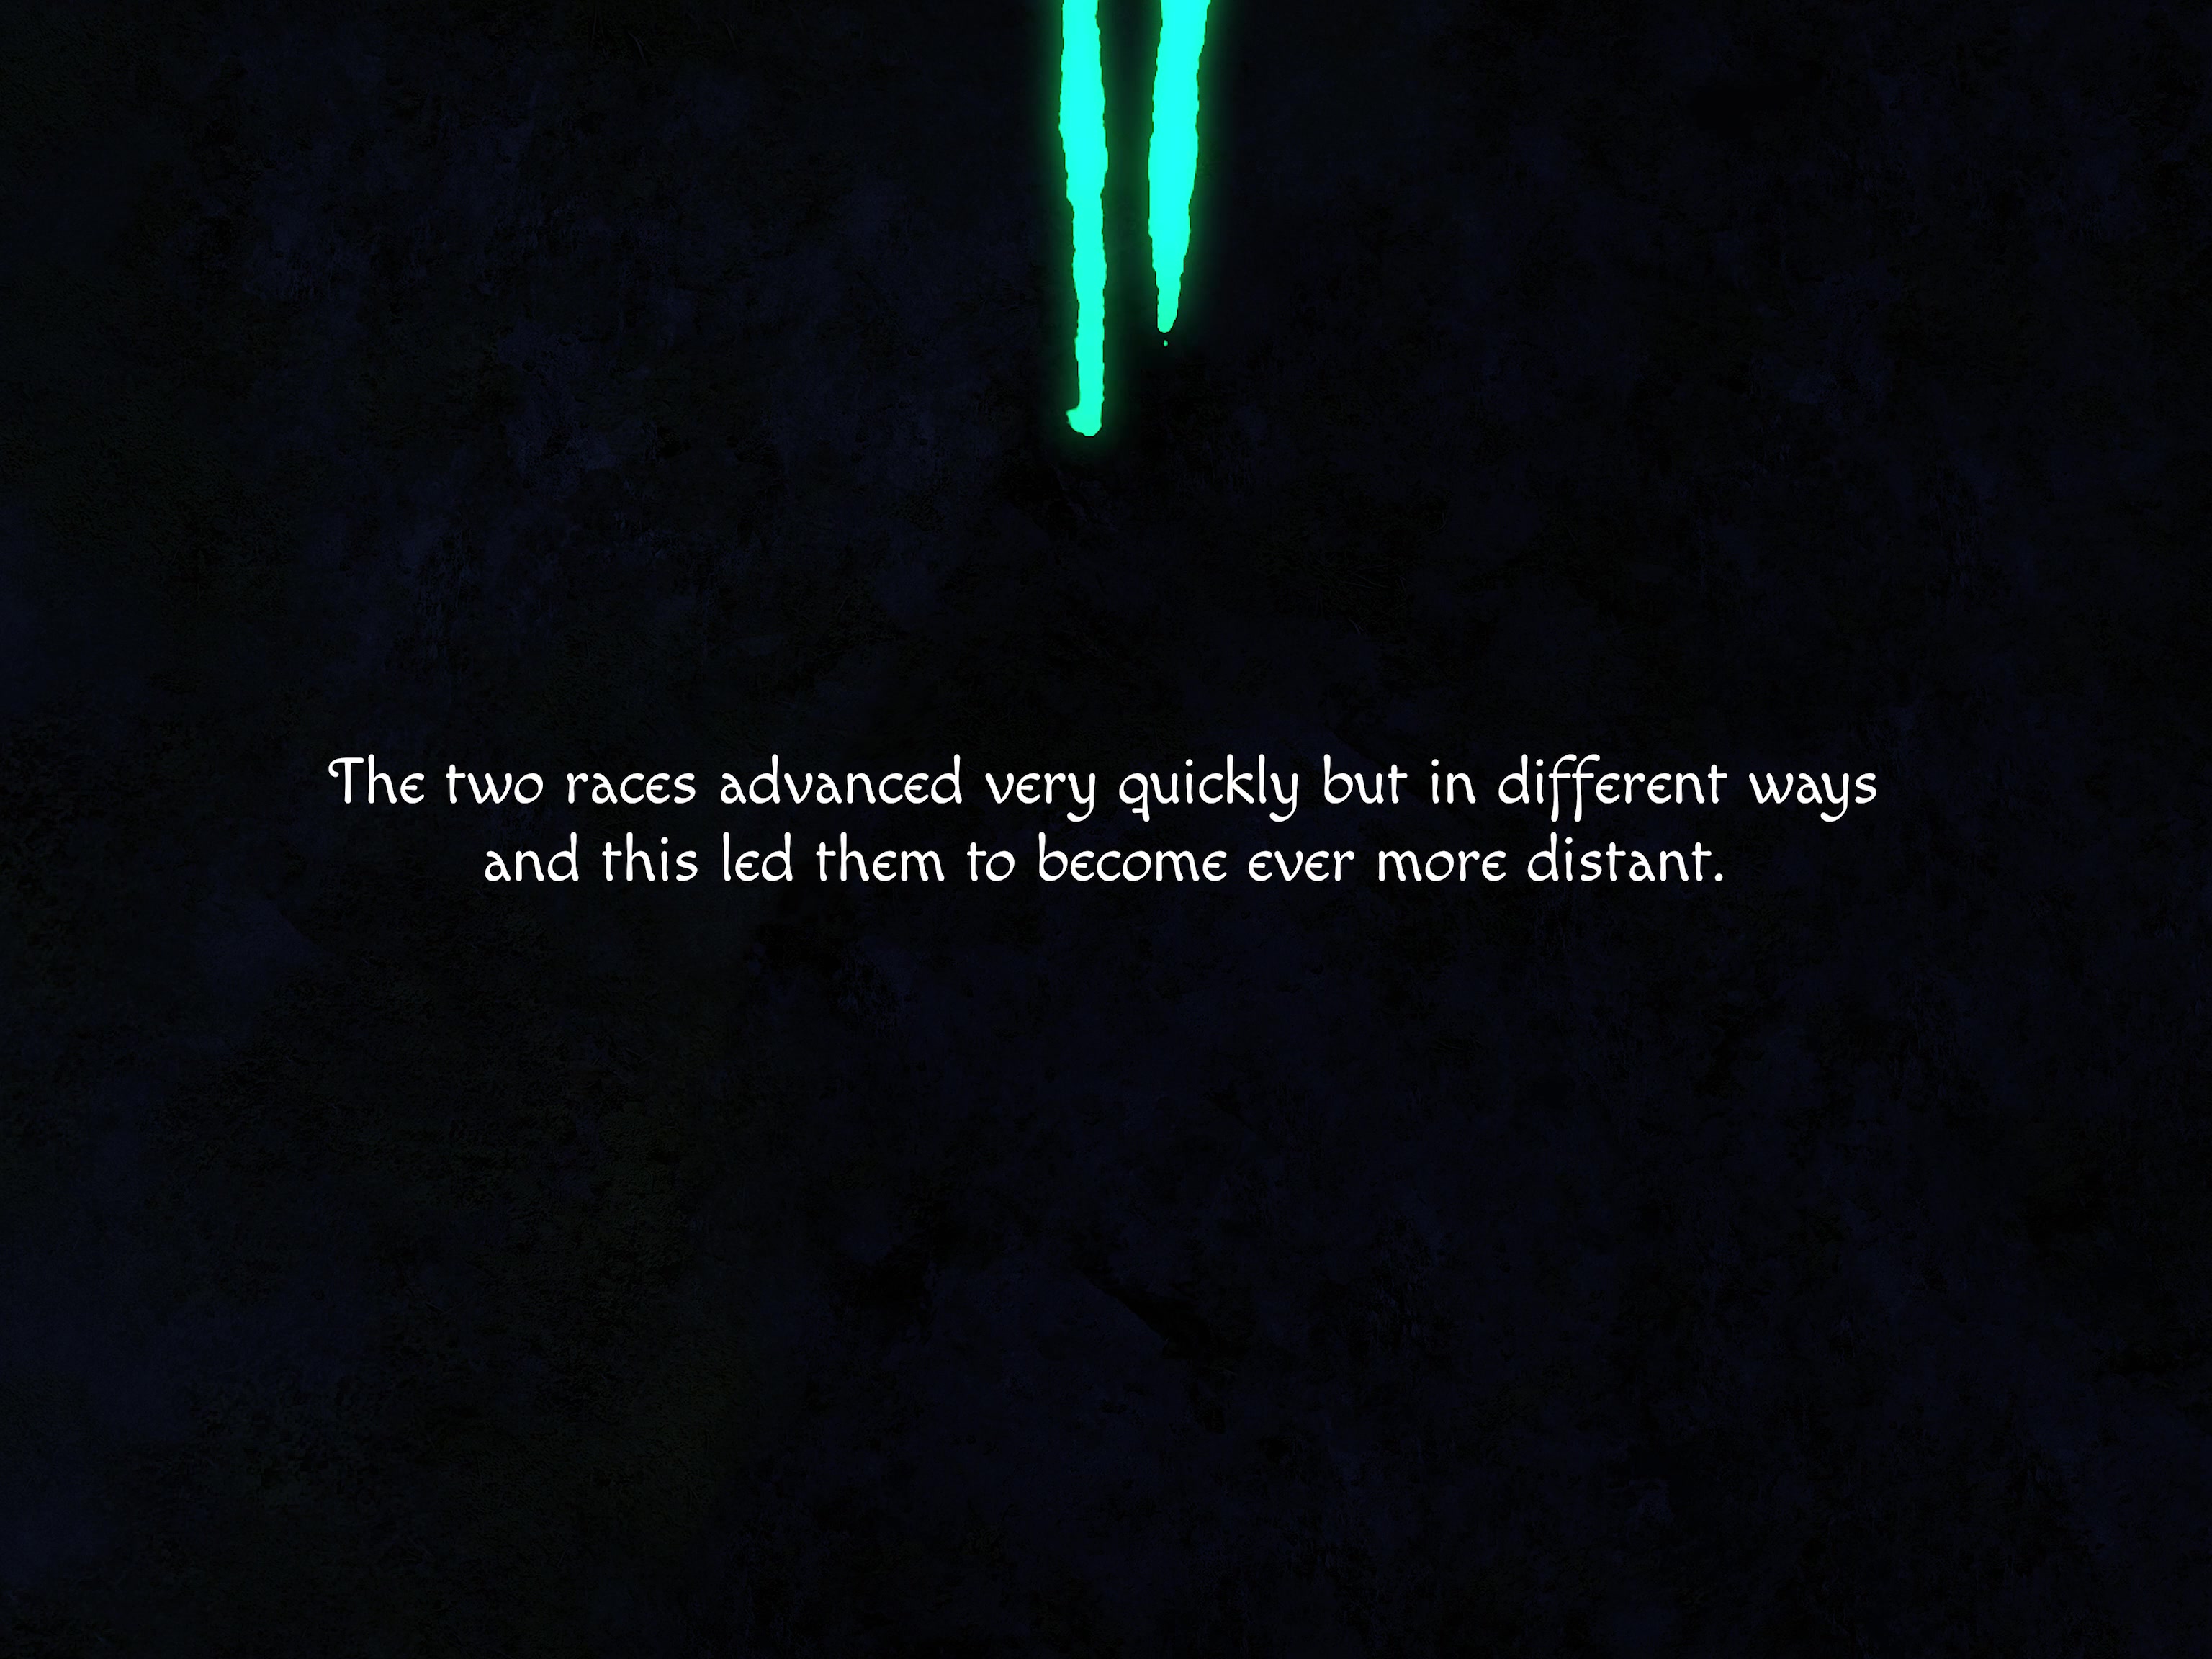 The two races advanced very quickly but in different ways
and this led them to become ever more distant.